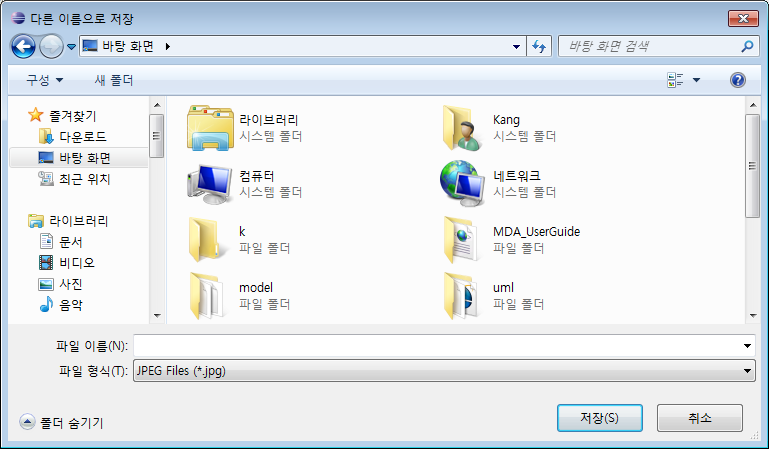 다른 이름으로 저장
바탕 화면
바탕 화면 검색
구성
새 폴더
즐겨찾기
다운로드
바탕 화면
최근 위치
라이브러리
문서
비디오
사진
음악
라이브러리
시스템 폴더
Kang
시스템 폴더
컴퓨터
시스템 폴더
네트워크
시스템 폴더
k
파일 폴더
MDA_UserGuide
파일 폴더
model
파일 폴더
uml
파일 폴더
파일 이름(N):
파일 형식(T): JPEG Files (*.jpg)
폴더 숨기기
저장(S)
취소